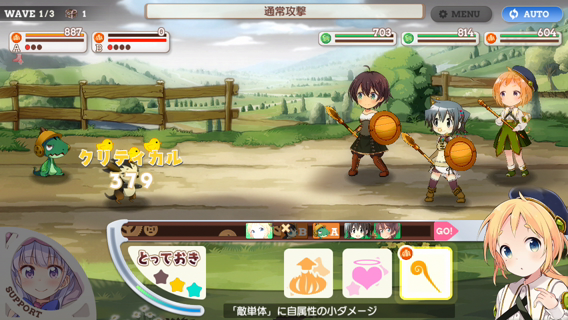 WAVE 1/3 1
通常攻撃
MENU
AUTO
887
0
703
814
604
A
B
クリティカル
379
B
A
GO!
とっておき
SUPPORT
「敵単体」に自属性の小ダメージ